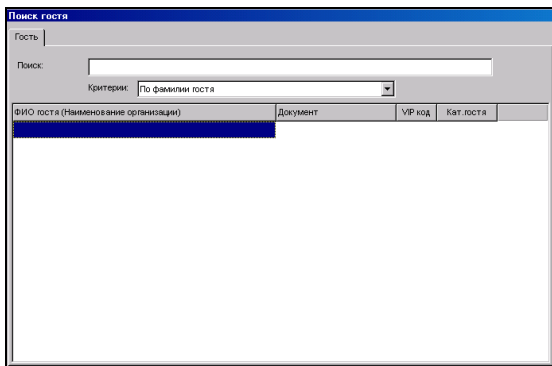 Поиск гостя
Гость
Поиск:
Критерии: По фамилии гостя
ФИО гостя (Наименование организации) Документ VIP код Кат.гостя